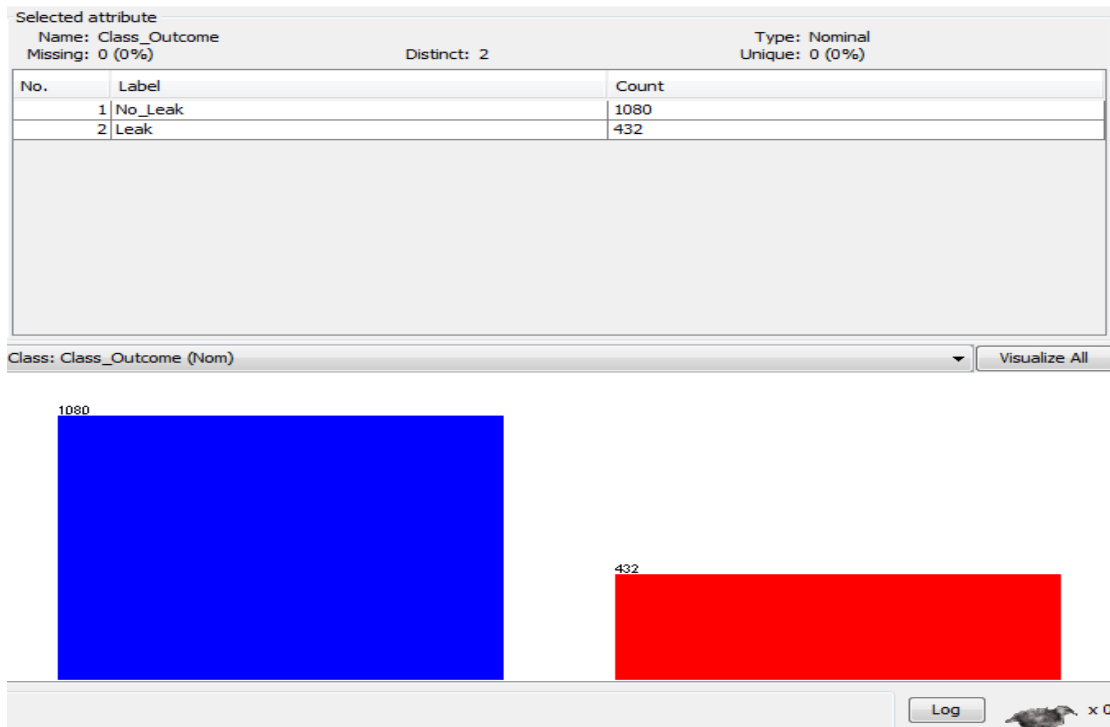 Selected attribute
Name: Class_Outcome Type: Nominal
Missing: 0 (0%) Distinct: 2 Unique: 0 (0%)
No. Label Count
1 No_Leak 1080
2 Leak 432
Class: Class_Outcome (Nom) Visualize All
1080
432
Log x 0